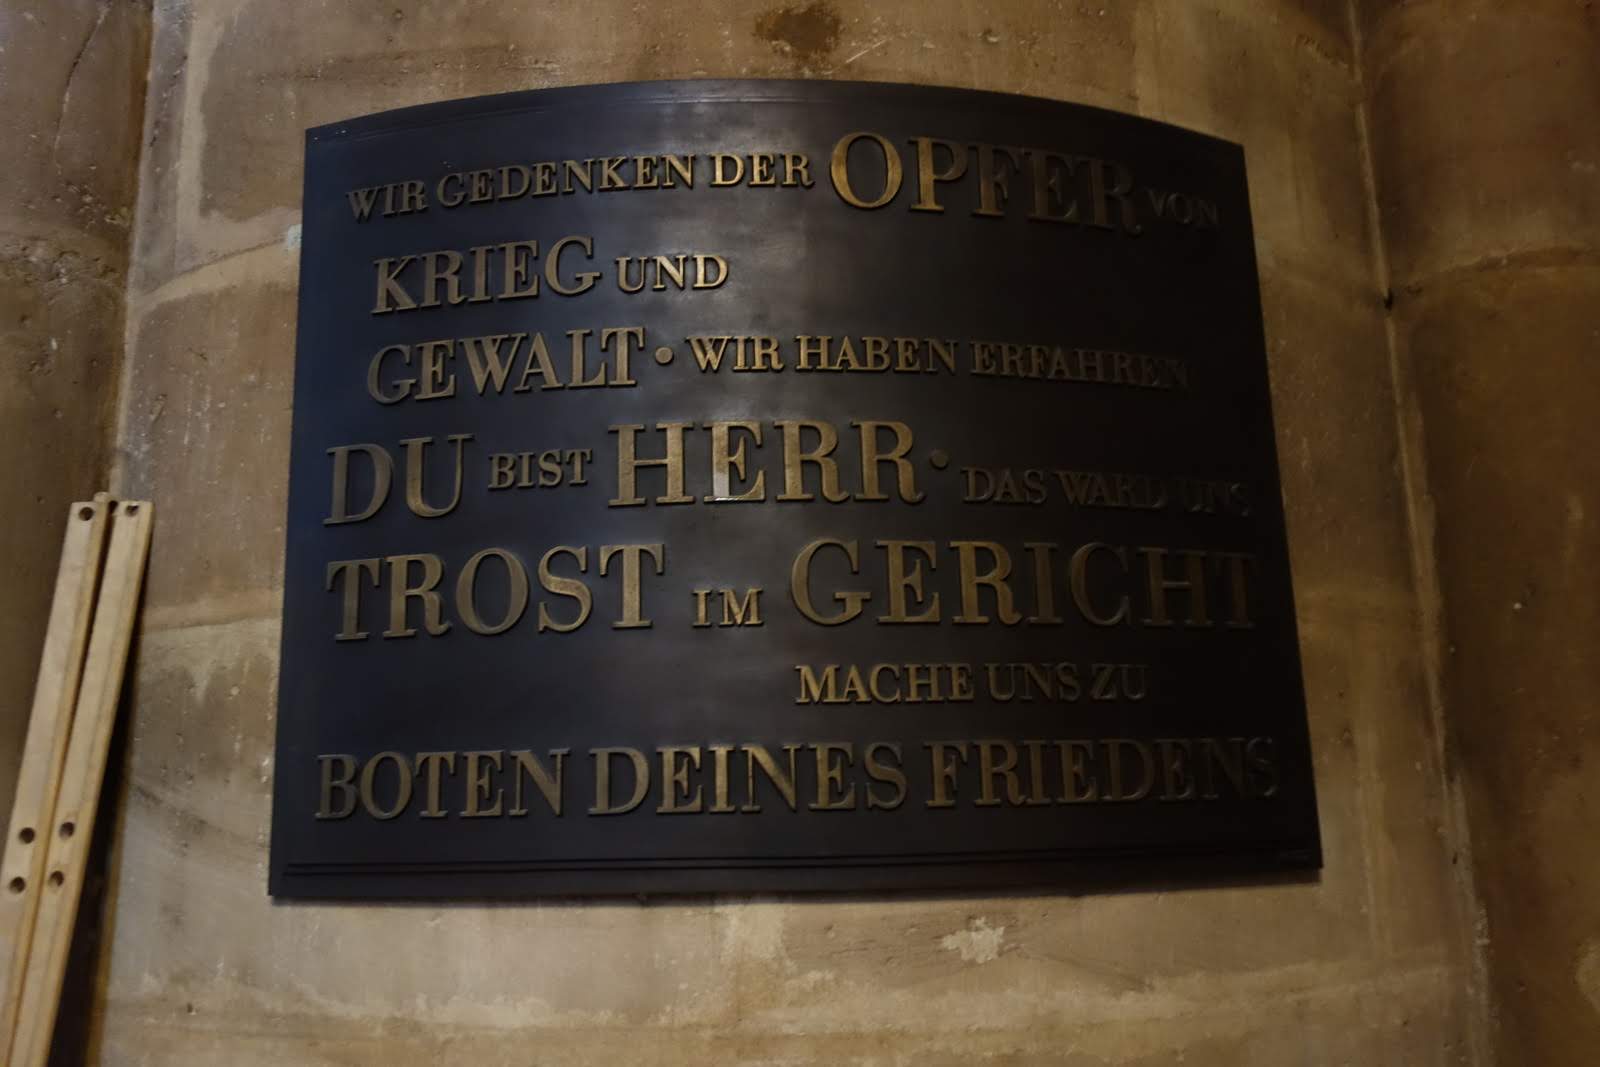 WIR GEDENKEN DER OPFER VON
KRIEG UND
GEWALT · WIR HABEN ERFAHREN
DU BIST HERR · DAS WARD UNS
TROST IM GERICHT
MACHE UNS ZU
BOTEN DEINES FRIEDENS